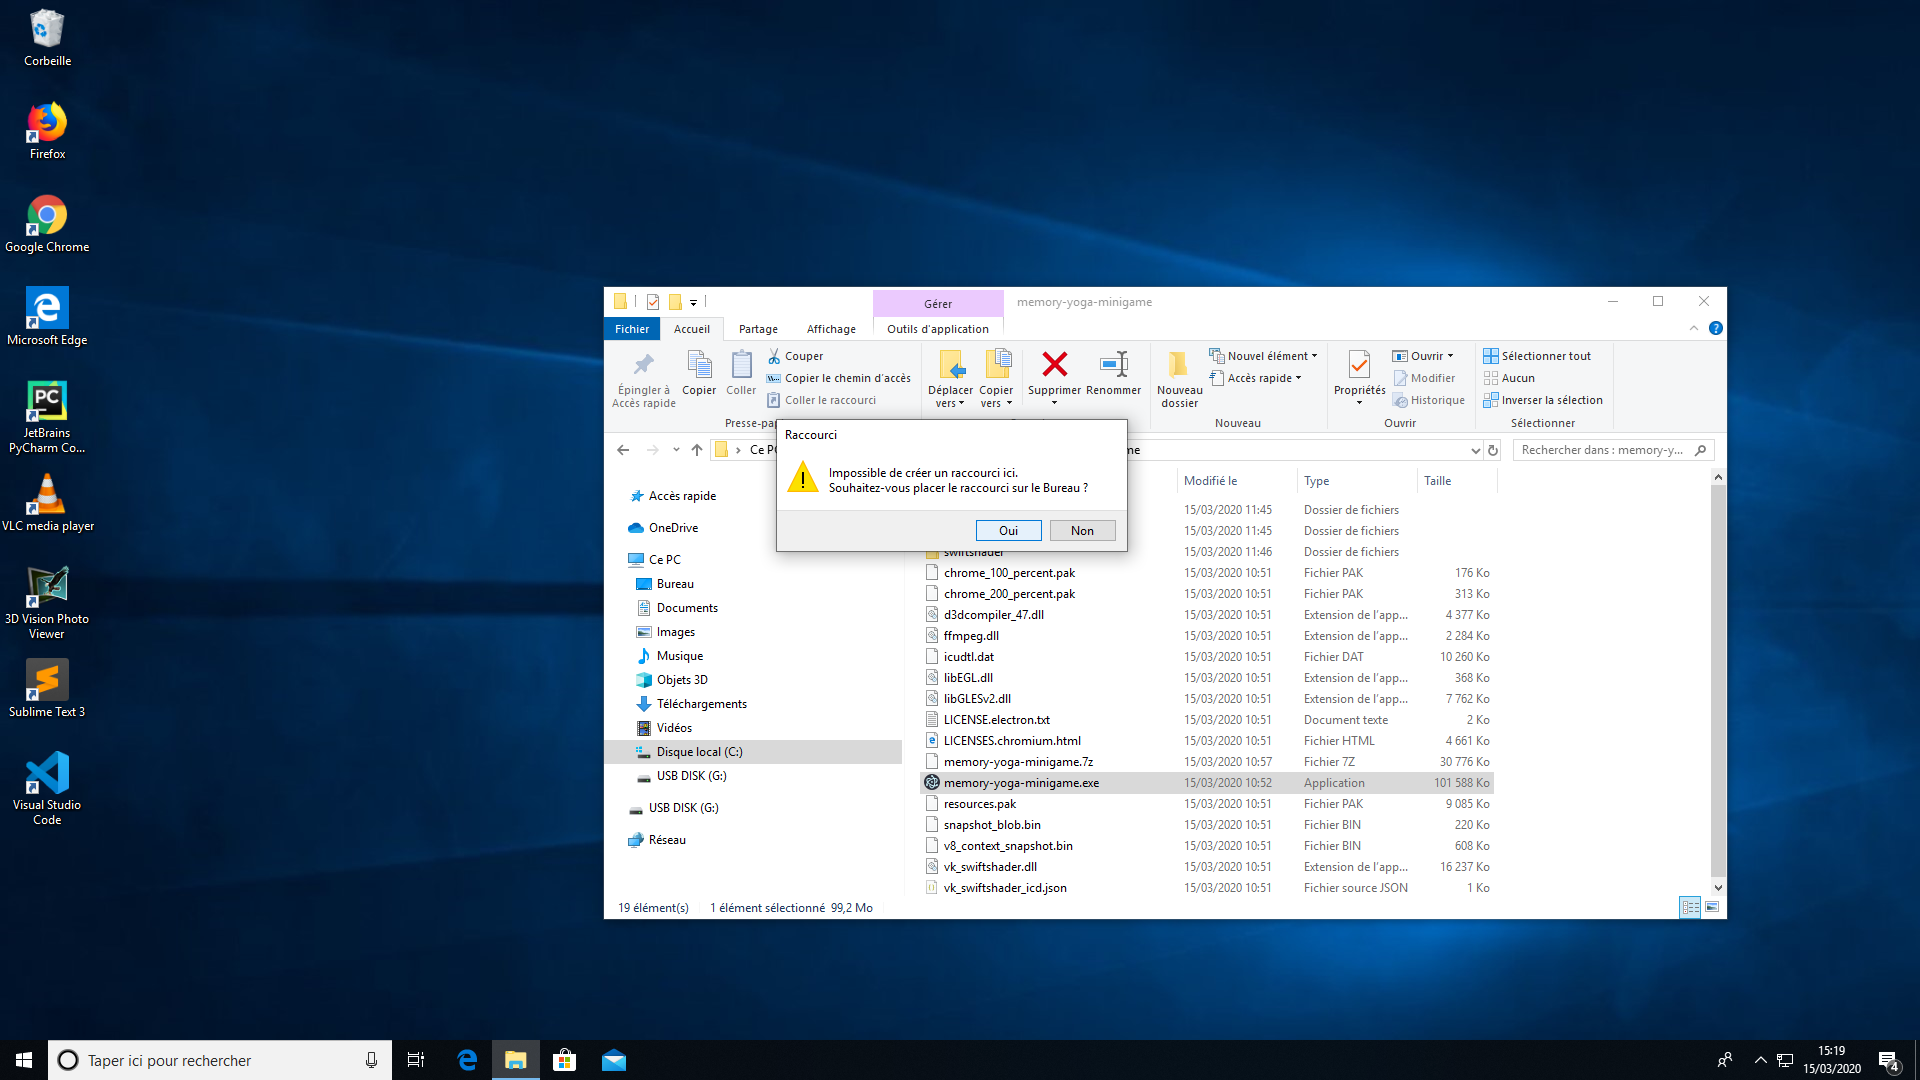 Corbeille
Firefox
Google Chrome
Microsoft Edge
JetBrains
PyCharm Co...
VLC media player
3D Vision Photo
Viewer
Sublime Text 3
Visual Studio
Code
Gérer
memory-yoga-minigame
Fichier
Accueil
Partage
Affichage
Outils d'application
Épingler à
Accès rapide
Copier
Coller
Couper
Copier le chemin d'accès
Coller le raccourci
Presse-pap
Déplacer
vers
Copier
vers
Supprimer
Renommer
Nouveau
dossier
Nouvel élément
Accès rapide
Nouveau
Propriétés
Ouvrir
Modifier
Historique
Ouvrir
Sélectionner tout
Aucun
Inverser la sélection
Sélectionner
Ce PC
me
Rechercher dans : memory-y...
Raccourci
Impossible de créer un raccourci ici.
Souhaitez-vous placer le raccourci sur le Bureau ?
Oui
Non
Accès rapide
OneDrive
Ce PC
Bureau
Documents
Images
Musique
Objets 3D
Téléchargements
Vidéos
Disque local (C:)
USB DISK (G:)
USB DISK (G:)
Réseau
Modifié le Type Taille
15/03/2020 11:45 Dossier de fichiers
15/03/2020 11:45 Dossier de fichiers
swiftshader 15/03/2020 11:46 Dossier de fichiers
chrome_100_percent.pak 15/03/2020 10:51 Fichier PAK 176 Ko
chrome_200_percent.pak 15/03/2020 10:51 Fichier PAK 313 Ko
d3dcompiler_47.dll 15/03/2020 10:51 Extension de l'app... 4 377 Ko
ffmpeg.dll 15/03/2020 10:51 Extension de l'app... 2 284 Ko
icudtl.dat 15/03/2020 10:51 Fichier DAT 10 260 Ko
libEGL.dll 15/03/2020 10:51 Extension de l'app... 368 Ko
libGLESv2.dll 15/03/2020 10:51 Extension de l'app... 7 762 Ko
LICENSE.electron.txt 15/03/2020 10:51 Document texte 2 Ko
LICENSES.chromium.html 15/03/2020 10:51 Fichier HTML 4 661 Ko
memory-yoga-minigame.7z 15/03/2020 10:57 Fichier 7Z 30 776 Ko
memory-yoga-minigame.exe 15/03/2020 10:52 Application 101 588 Ko
resources.pak 15/03/2020 10:51 Fichier PAK 9 085 Ko
snapshot_blob.bin 15/03/2020 10:51 Fichier BIN 220 Ko
v8_context_snapshot.bin 15/03/2020 10:51 Fichier BIN 608 Ko
vk_swiftshader.dll 15/03/2020 10:51 Extension de l'app... 16 237 Ko
vk_swiftshader_icd.json 15/03/2020 10:51 Fichier source JSON 1 Ko
19 élément(s) 1 élément sélectionné 99,2 Mo
Taper ici pour rechercher
15:19
15/03/2020
4